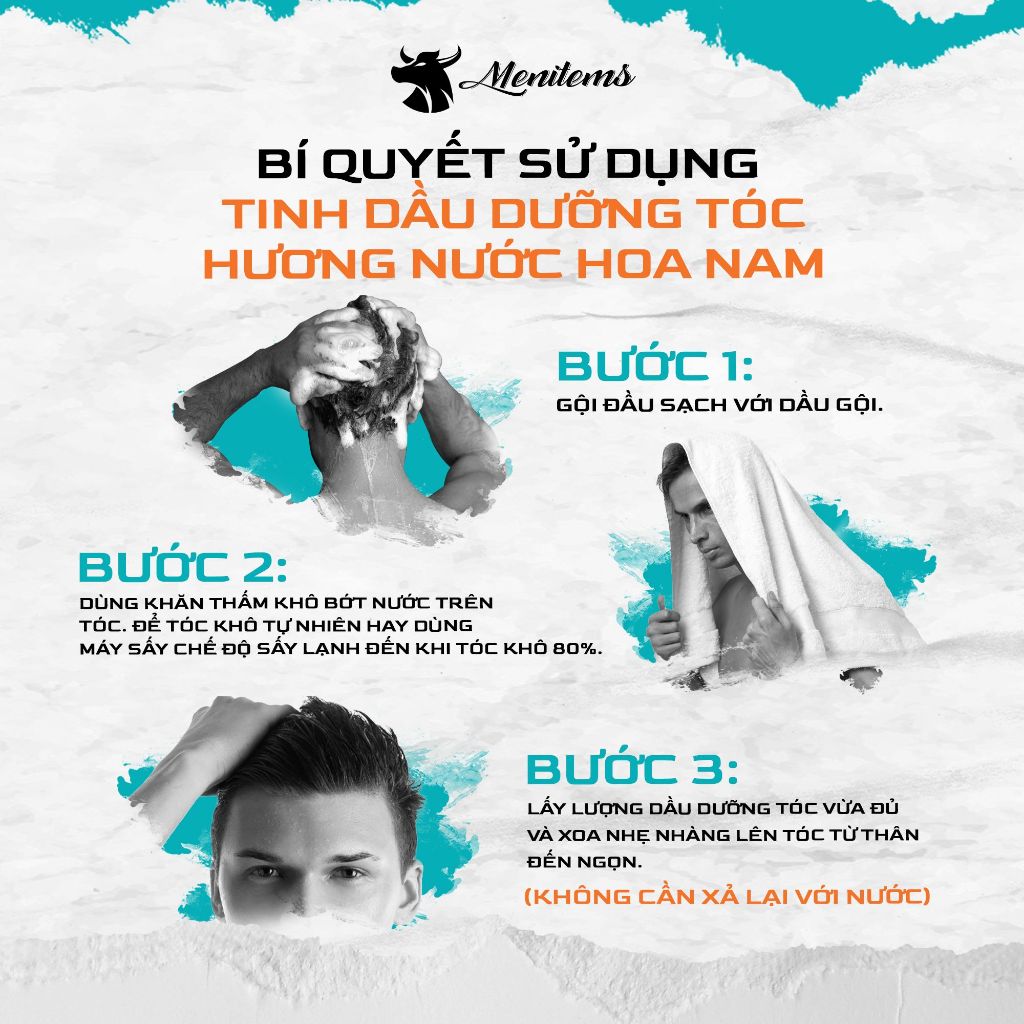 Menitems
BÍ QUYẾT SỬ DỤNG
TINH DẦU DƯỠNG TÓC
HƯƠNG NƯỚC HOA NAM
BƯỚC 1:
GỘI ĐẦU SẠCH VỚI DẦU GỘI.
BƯỚC 2:
DÙNG KHĂN THẤM KHÔ BỚT NƯỚC TRÊN
TÓC. ĐỂ TÓC KHÔ TỰ NHIÊN HAY DÙNG
MÁY SẤY CHẾ ĐỘ SẤY LẠNH ĐẾN KHI TÓC KHÔ 80%.
BƯỚC 3:
LẤY LƯỢNG DẦU DƯỠNG TÓC VỪA ĐỦ
VÀ XOA NHẸ NHÀNG LÊN TÓC TỪ THÂN
ĐẾN NGỌN.
(KHÔNG CẦN XẢ LẠI VỚI NƯỚC)